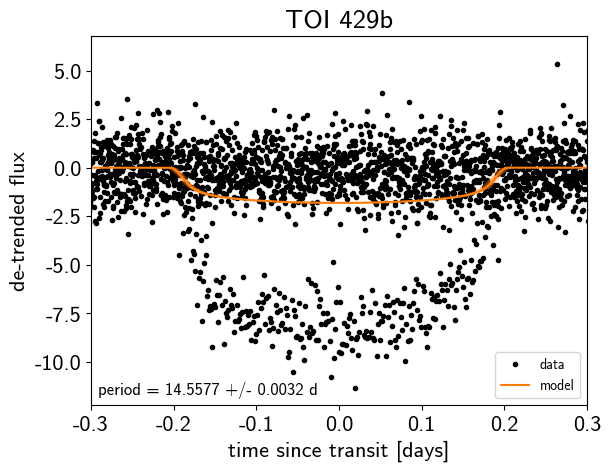 TOI 429b
de-trended flux
5.0
2.5
0.0
-2.5
-5.0
-7.5
-10.0
data
model
period = 14.5577 +/- 0.0032 d
-0.3 -0.2 -0.1 0.0 0.1 0.2 0.3
time since transit [days]